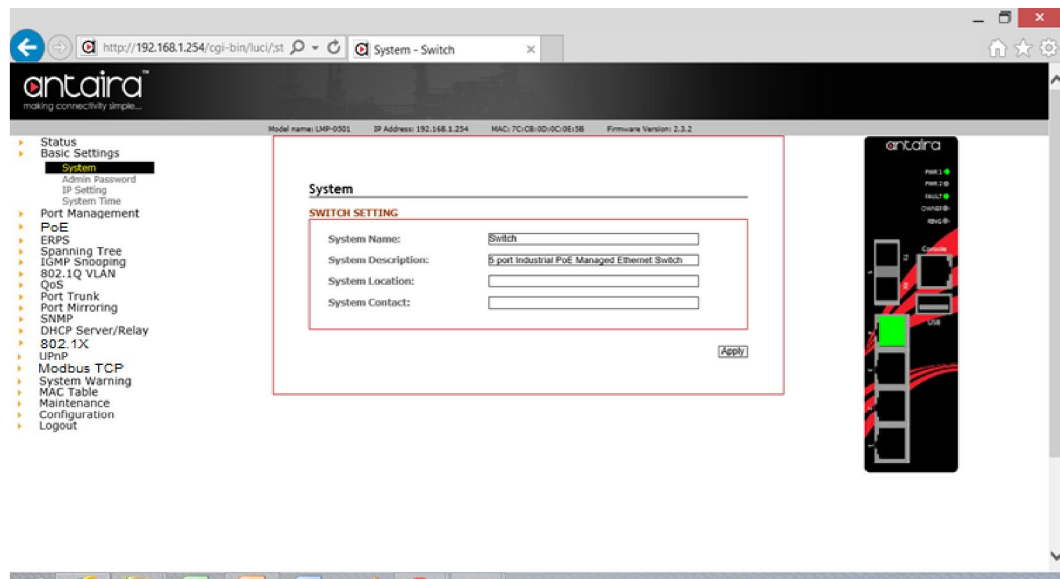 http://192.168.1.254/cgi-bin/luci/;st
System - Switch
antaira™
making connectivity simple...
Model name: LMP-0501 IP Address: 192.168.1.254 MAC: 7C:CB:0D:0C:0E:5B Firmware Version: 2.3.2
Status
Basic Settings
System
Admin Password
IP Setting
System Time
Port Management
PoE
ERPS
Spanning Tree
IGMP Snooping
802.1Q VLAN
QoS
Port Trunk
Port Mirroring
SNMP
DHCP Server/Relay
802.1X
UPnP
Modbus TCP
System Warning
MAC Table
Maintenance
Configuration
Logout
System
SWITCH SETTING
System Name: Switch
System Description: 5 port Industrial PoE Managed Ethernet Switch
System Location:
System Contact:
Apply
antaira
PWR 1
PWR 2
FAULT
OWNER
Console
USB